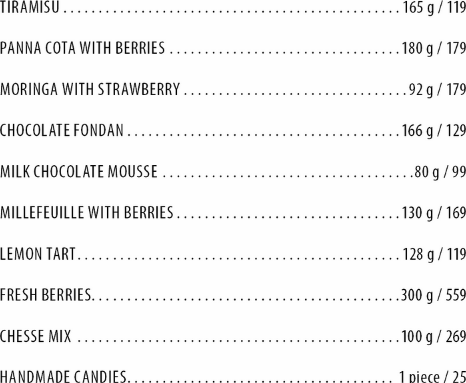 TIRAMISU . . . . . . . . . . . . . . . . . . . . . . . . . . . . . . . . . . . . . . . . . . . . . . . . 165 g / 119
PANNA COTA WITH BERRIES . . . . . . . . . . . . . . . . . . . . . . . . . . . . . . . . . 180 g / 179
MORINGA WITH STRAWBERRY . . . . . . . . . . . . . . . . . . . . . . . . . . . . . . . . 92 g / 179
CHOCOLATE FONDAN . . . . . . . . . . . . . . . . . . . . . . . . . . . . . . . . . . . . . . . 166 g / 129
MILK CHOCOLATE MOUSSE . . . . . . . . . . . . . . . . . . . . . . . . . . . . . . . . . . . . 80 g / 99
MILLEFEUILLE WITH BERRIES . . . . . . . . . . . . . . . . . . . . . . . . . . . . . . . . 130 g / 169
LEMON TART. . . . . . . . . . . . . . . . . . . . . . . . . . . . . . . . . . . . . . . . . . . . . . 128 g / 119
FRESH BERRIES. . . . . . . . . . . . . . . . . . . . . . . . . . . . . . . . . . . . . . . . . . . . 300 g / 559
CHESSE MIX . . . . . . . . . . . . . . . . . . . . . . . . . . . . . . . . . . . . . . . . . . . . . . 100 g / 269
HANDMADE CANDIES. . . . . . . . . . . . . . . . . . . . . . . . . . . . . . . . . . . . . . 1 piece / 25